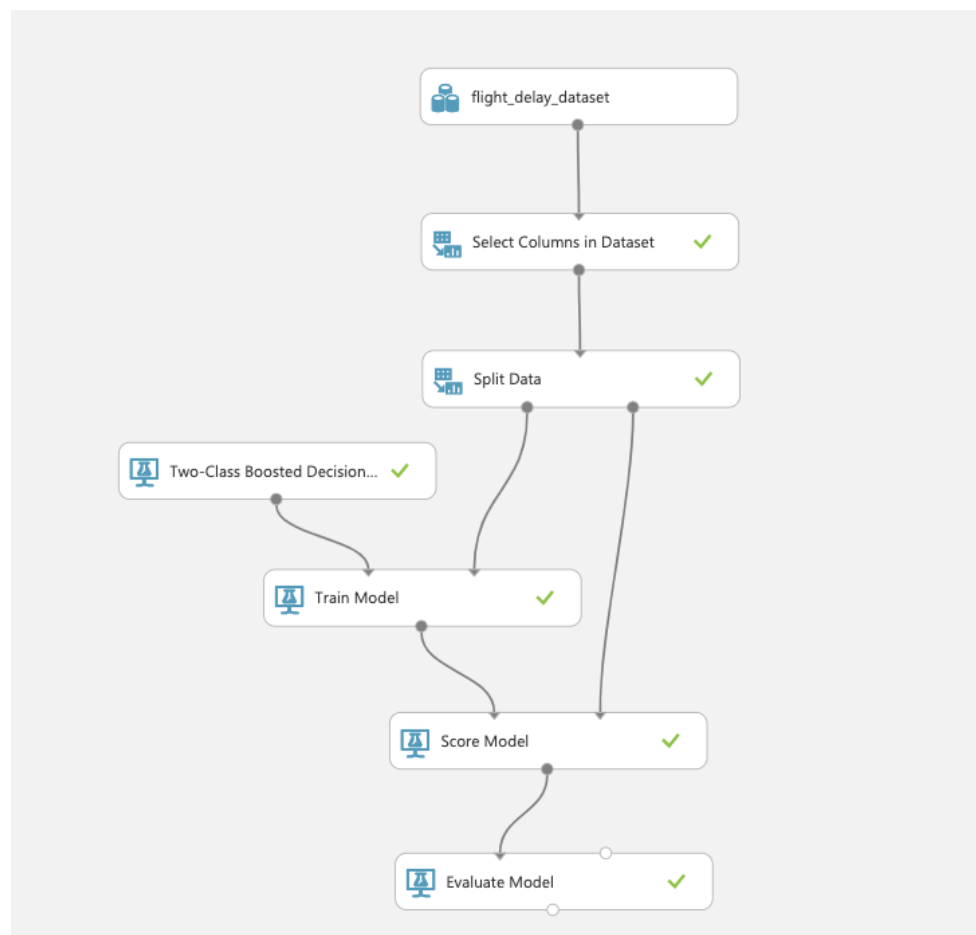 flight_delay_dataset
Select Columns in Dataset
Split Data
Two-Class Boosted Decision...
Train Model
Score Model
Evaluate Model